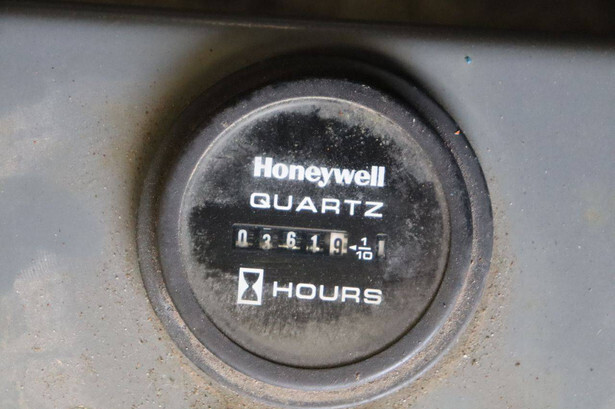 Honeywell
QUARTZ
03619 ◄ 1/10
HOURS